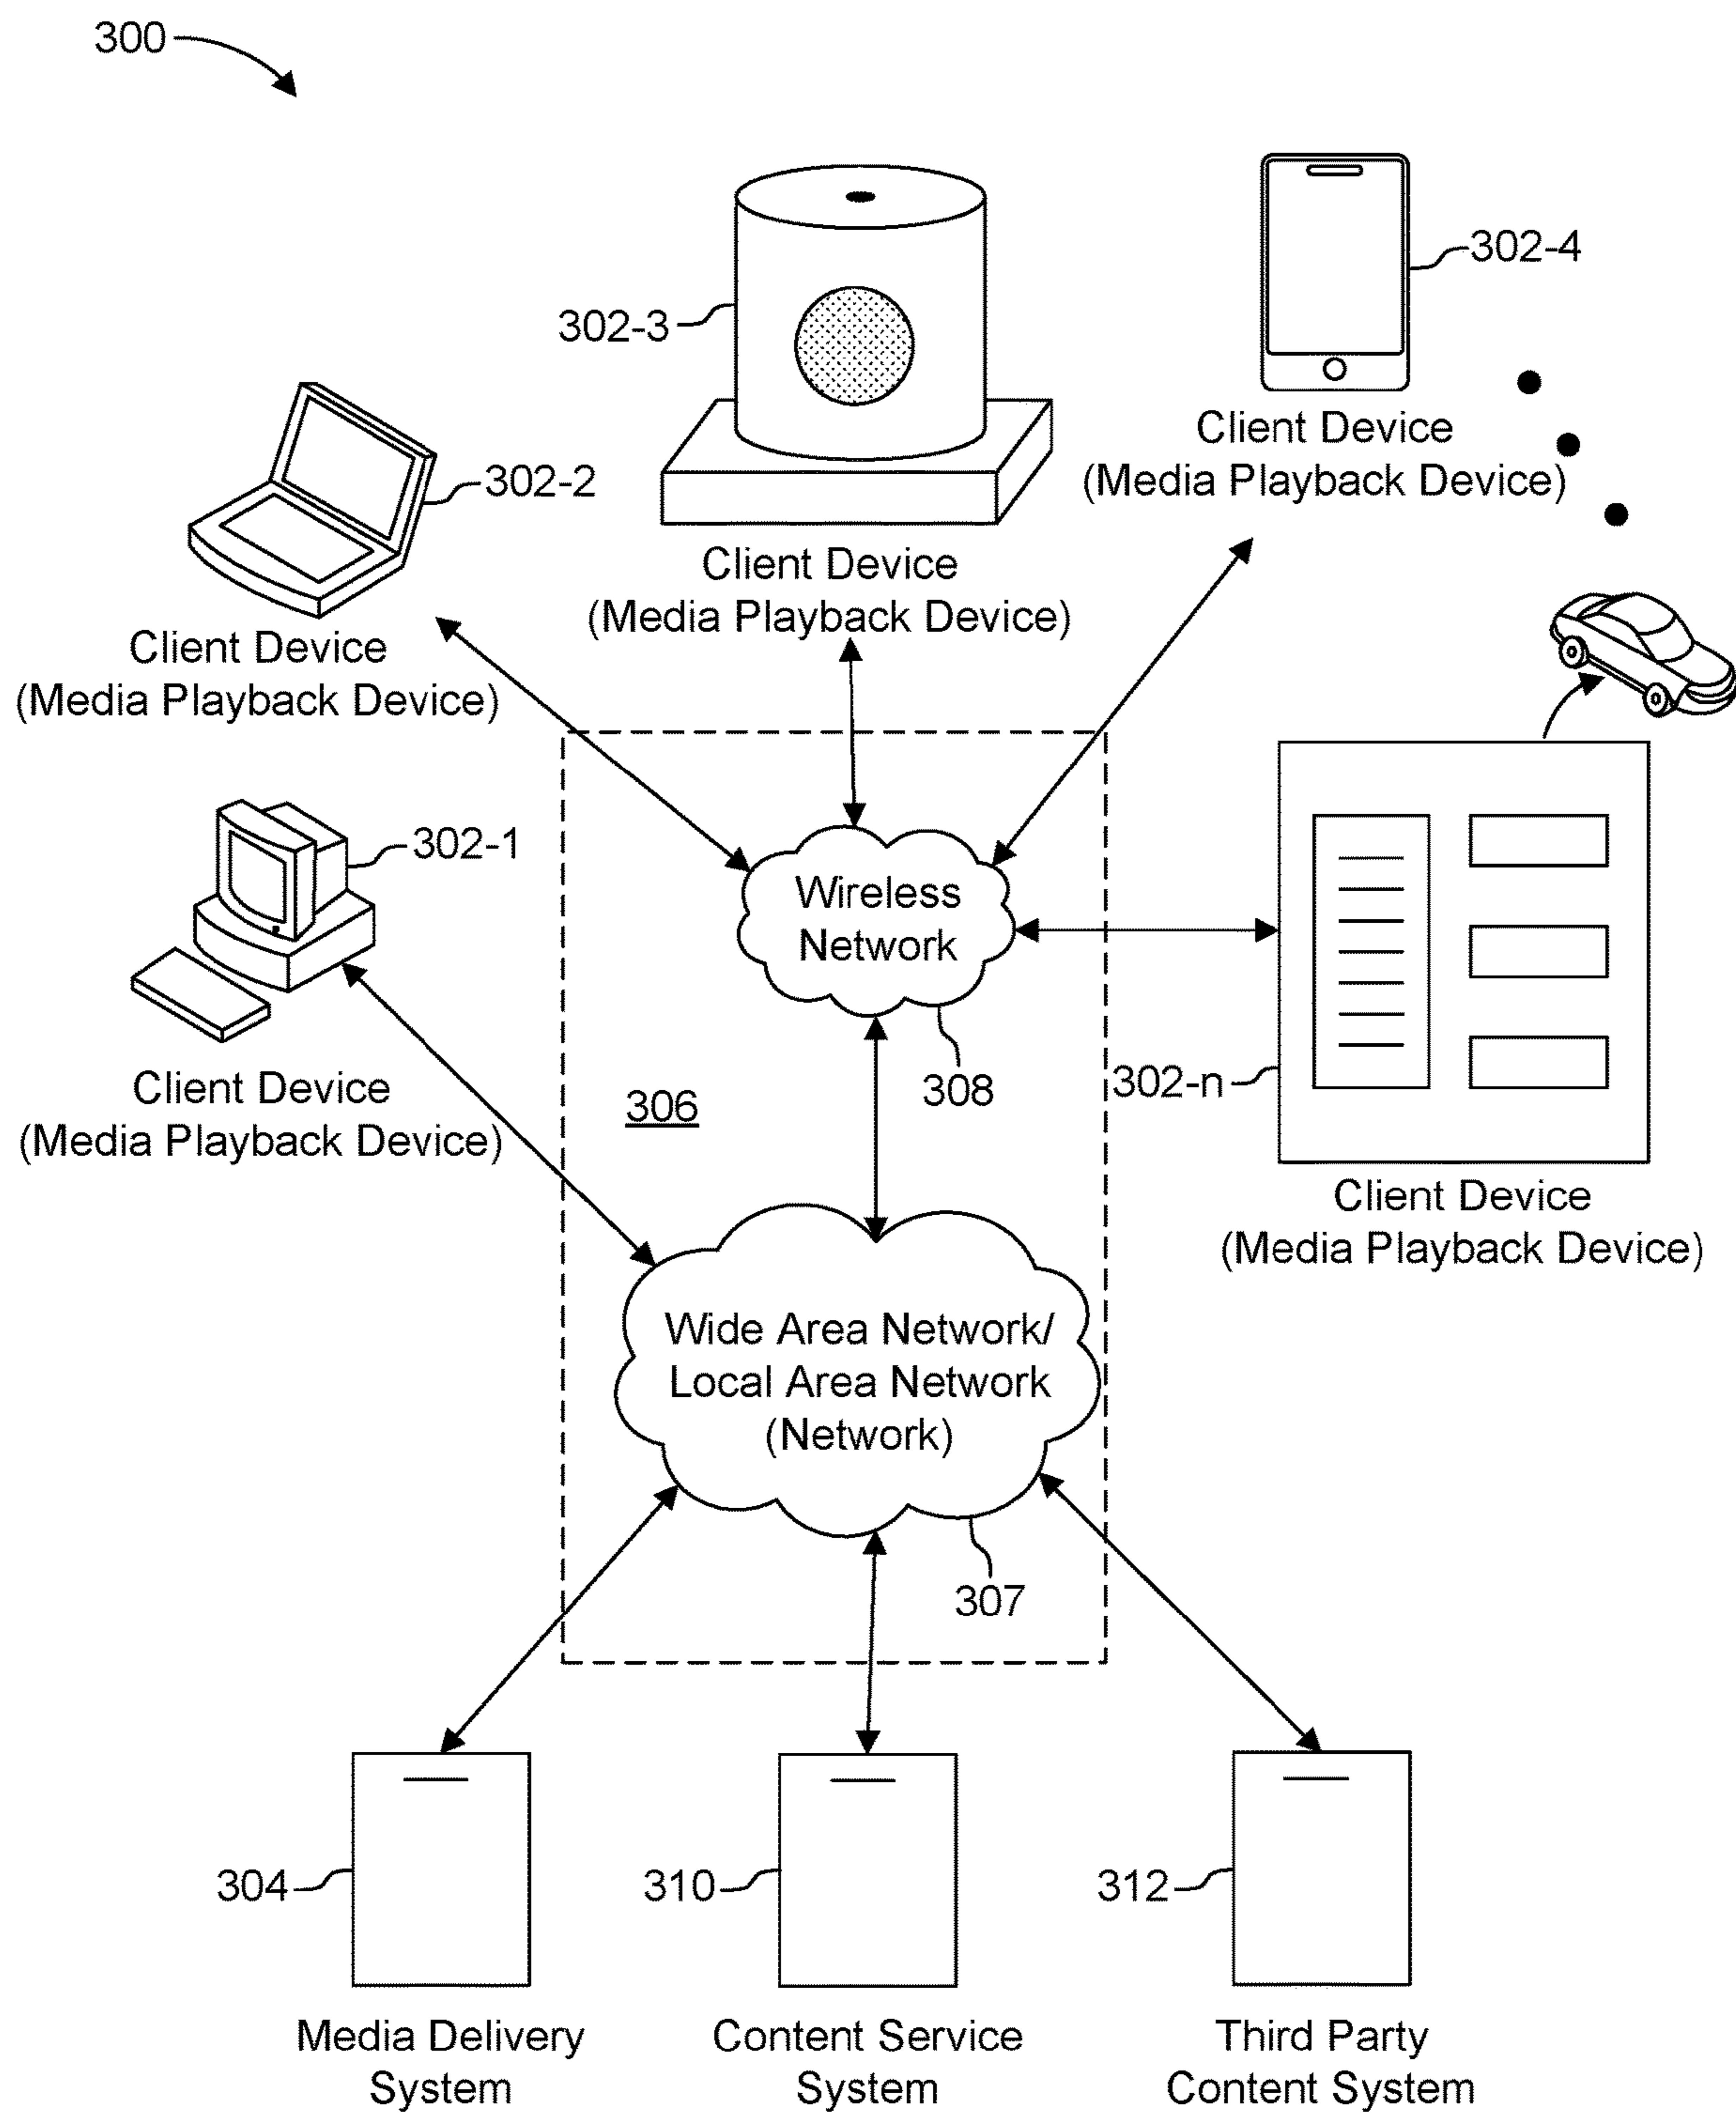 300
302-4
302-3
Client Device
(Media Playback Device)
302-2
Client Device
(Media Playback Device)
Client Device
(Media Playback Device)
302-1
Wireless
Network
Client Device
(Media Playback Device)
306
308
302-n
Client Device
(Media Playback Device)
Wide Area Network/
Local Area Network
(Network)
307
304
310
312
Media Delivery
System
Content Service
System
Third Party
Content System